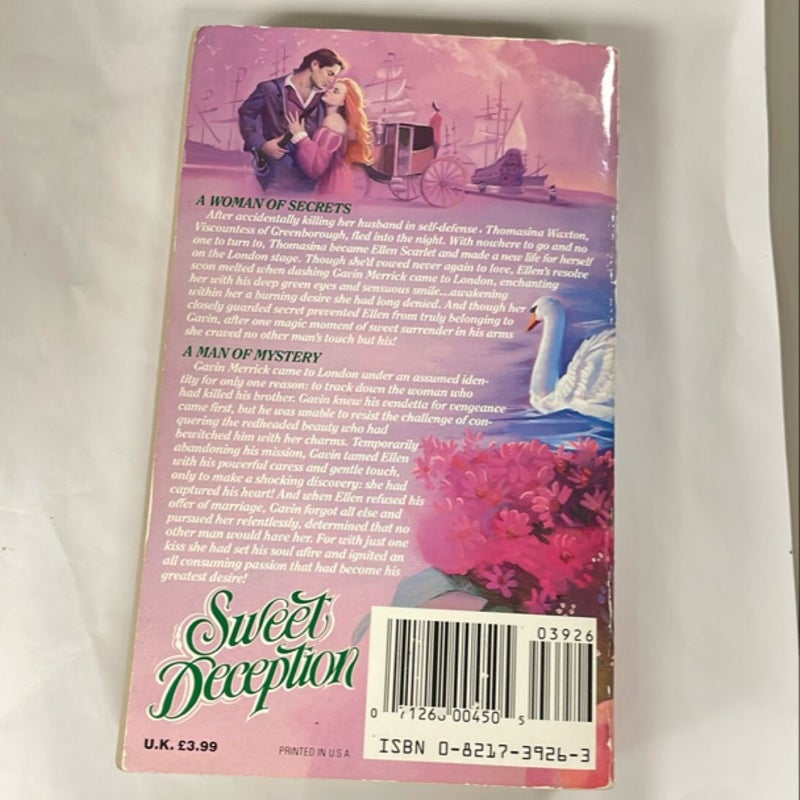 A WOMAN OF SECRETS
After accidentally killing her husband in self-defense, Thomasina Waxton,
Viscountess of Greenborough, fled into the night. With nowhere to go and no
one to turn to, Thomasina became Ellen Scarlet and made a new life for herself
on the London stage. Though she'd vowed never again to love, Ellen's resolve
soon melted when dashing Gavin Merrick came to London, enchanting
her with his deep green eyes and sensuous smile...awakening
within her a burning desire she had long denied. And though her
closely guarded secret prevented Ellen from truly belonging to
Gavin, after one magic moment of sweet surrender in his arms
she craved no other man's touch but his!
A MAN OF MYSTERY
Gavin Merrick came to London under an assumed iden-
tity for only one reason: to track down the woman who
had killed his brother. Gavin knew his vendetta for vengeance
came first, but he was unable to resist the challenge of con-
quering the redheaded beauty who had
bewitched him with her charms. Temporarily
abandoning his mission, Gavin tamed Ellen
with his powerful caress and gentle touch,
only to make a shocking discovery: she had
captured his heart! And when Ellen refused his
offer of marriage, Gavin forgot all else and
pursued her relentlessly, determined that no
other man would have her. For with just one
kiss she had set his soul afire and ignited an
all consuming passion that had become his
greatest desire!
Sweet
Deception
03926
0 71268 00450 5
ISBN 0-8217-3926-3
U.K. £3.99
PRINTED IN U.S.A.